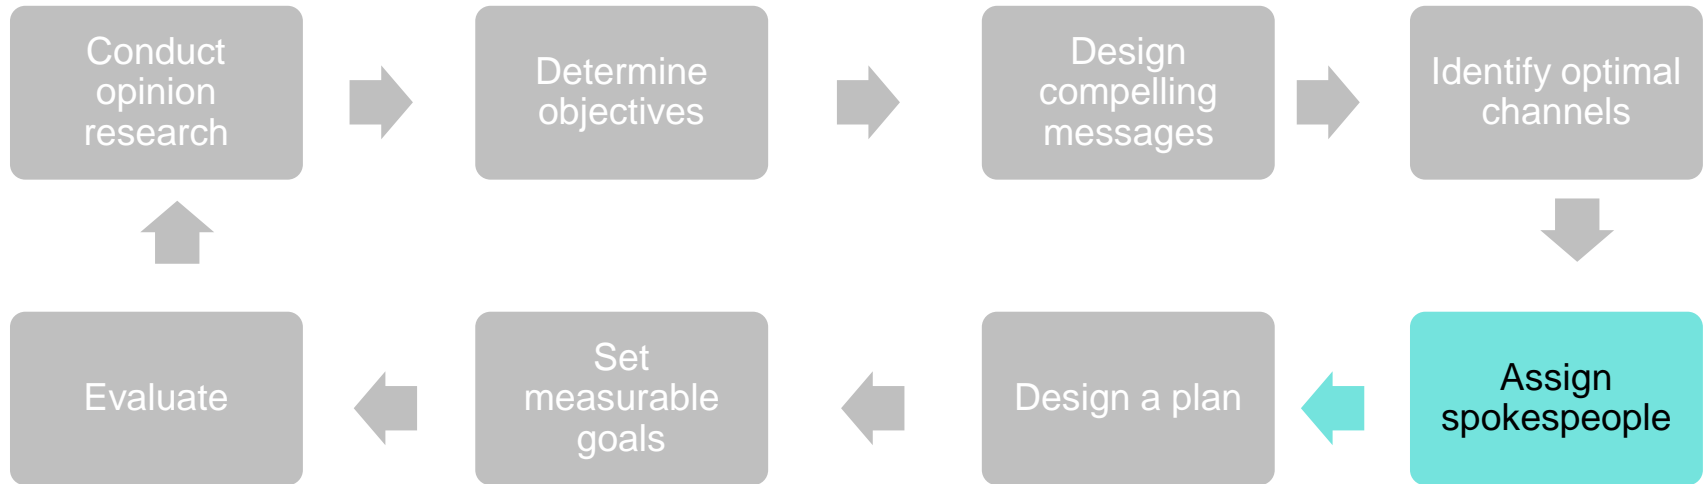 Conduct
opinion
research
Determine
objectives
Design
compelling
messages
Identify optimal
channels
Evaluate
Set
measurable
goals
Design a plan
Assign
spokespeople